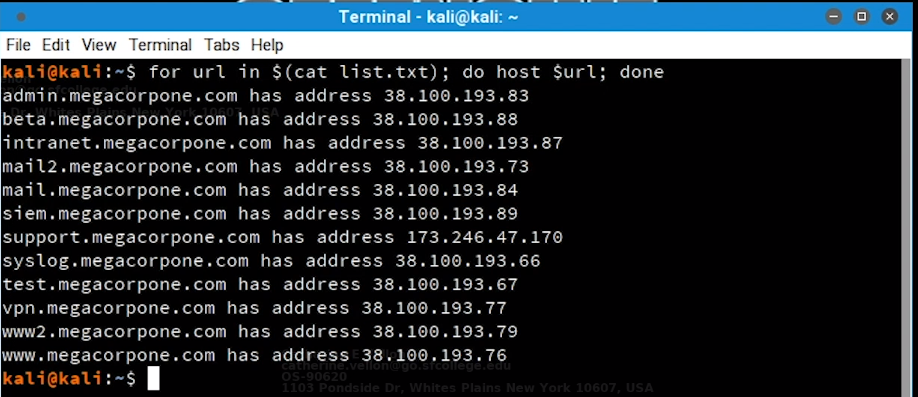 Terminal - kali@kali: ~
File Edit View Terminal Tabs Help
kali@kali:~$ for url in $(cat list.txt); do host $url; done
admin.megacorpone.com has address 38.100.193.83
beta.megacorpone.com has address 38.100.193.88
intranet.megacorpone.com has address 38.100.193.87
mail2.megacorpone.com has address 38.100.193.73
mail.megacorpone.com has address 38.100.193.84
siem.megacorpone.com has address 38.100.193.89
support.megacorpone.com has address 173.246.47.170
syslog.megacorpone.com has address 38.100.193.66
test.megacorpone.com has address 38.100.193.67
vpn.megacorpone.com has address 38.100.193.77
www2.megacorpone.com has address 38.100.193.79
www.megacorpone.com has address 38.100.193.76
kali@kali:~$
catherine.vellon@go.sfcollege.edu
OS-90620
1103 Pondside Dr, Whites Plains New York 10607, USA